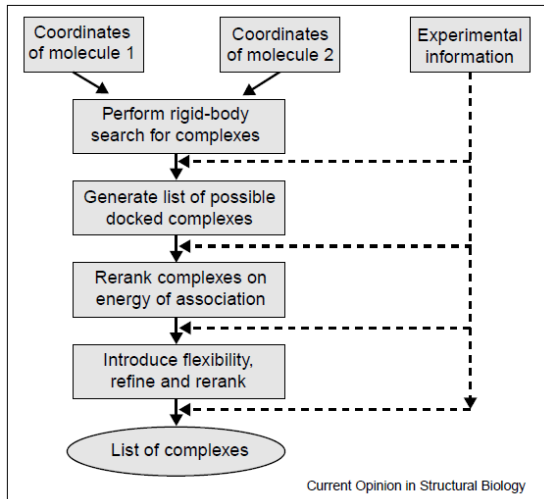 Coordinates
of molecule 1
Coordinates
of molecule 2
Experimental
information
Perform rigid-body
search for complexes
Generate list of possible
docked complexes
Rerank complexes on
energy of association
Introduce flexibility,
refine and rerank
List of complexes
Current Opinion in Structural Biology